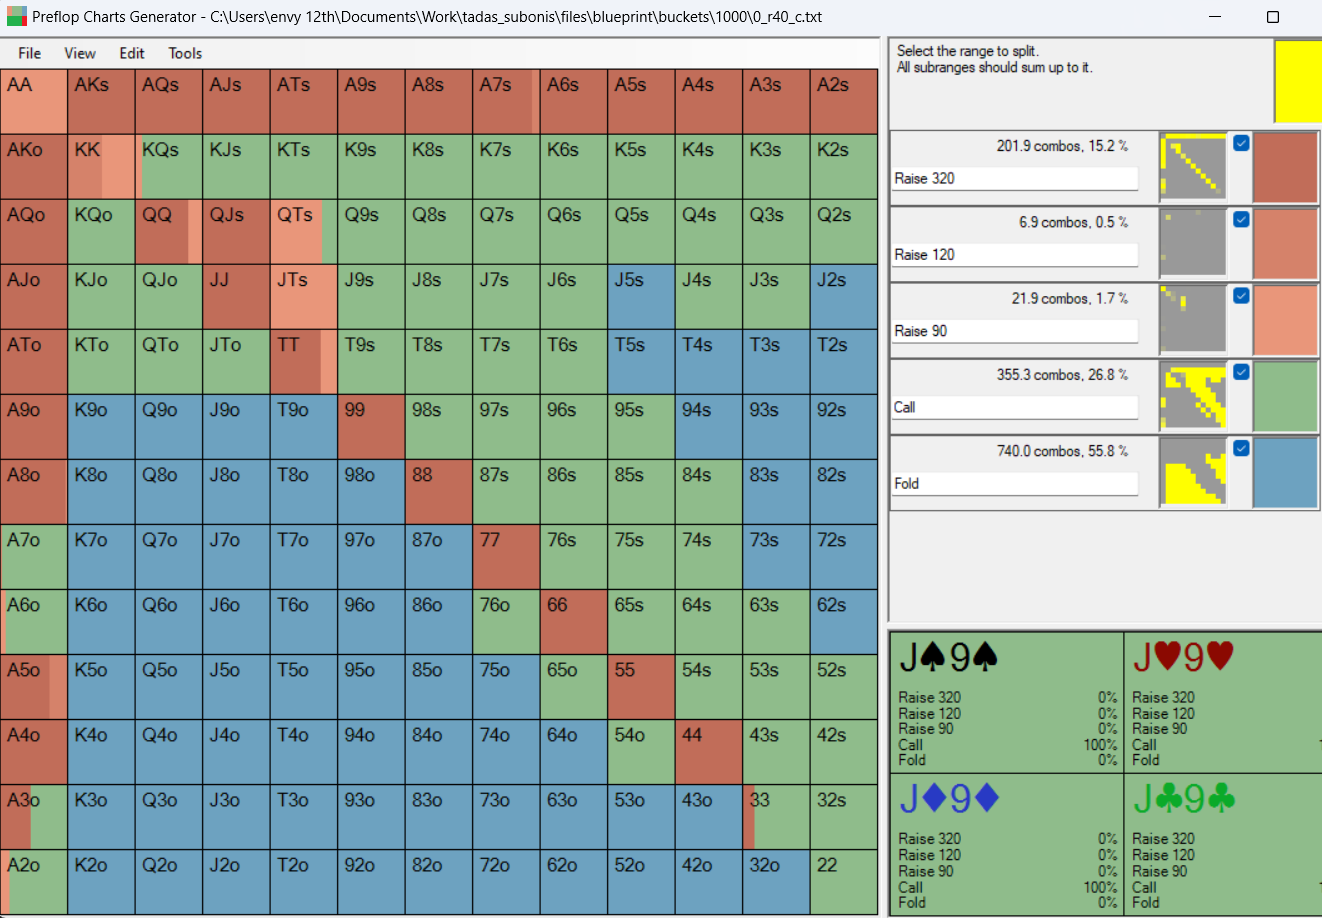 Preflop Charts Generator - C:\Users\envy 12th\Documents\Work\tadas_subonis\files\blueprint\buckets\1000\0_r40_c.txt
File View Edit Tools
AA AKs AQs AJs ATs A9s A8s A7s A6s A5s A4s A3s A2s
AKo KK KQs KJs KTs K9s K8s K7s K6s K5s K4s K3s K2s
AQo KQo QQ QJs QTs Q9s Q8s Q7s Q6s Q5s Q4s Q3s Q2s
AJo KJo QJo JJ JTs J9s J8s J7s J6s J5s J4s J3s J2s
ATo KTo QTo JTo TT T9s T8s T7s T6s T5s T4s T3s T2s
A9o K9o Q9o J9o T9o 99 98s 97s 96s 95s 94s 93s 92s
A8o K8o Q8o J8o T8o 98o 88 87s 86s 85s 84s 83s 82s
A7o K7o Q7o J7o T7o 97o 87o 77 76s 75s 74s 73s 72s
A6o K6o Q6o J6o T6o 96o 86o 76o 66 65s 64s 63s 62s
A5o K5o Q5o J5o T5o 95o 85o 75o 65o 55 54s 53s 52s
A4o K4o Q4o J4o T4o 94o 84o 74o 64o 54o 44 43s 42s
A3o K3o Q3o J3o T3o 93o 83o 73o 63o 53o 43o 33 32s
A2o K2o Q2o J2o T2o 92o 82o 72o 62o 52o 42o 32o 22
Select the range to split.
All subranges should sum up to it.
201.9 combos, 15.2 %
Raise 320
6.9 combos, 0.5 %
Raise 120
21.9 combos, 1.7 %
Raise 90
355.3 combos, 26.8 %
Call
740.0 combos, 55.8 %
Fold
J♠9♠
Raise 320 0%
Raise 120 0%
Raise 90 0%
Call 100%
Fold 0%
J♥9♥
Raise 320
Raise 120
Raise 90
Call
Fold
J♦9♦
Raise 320 0%
Raise 120 0%
Raise 90 0%
Call 100%
Fold 0%
J♣9♣
Raise 320
Raise 120
Raise 90
Call
Fold